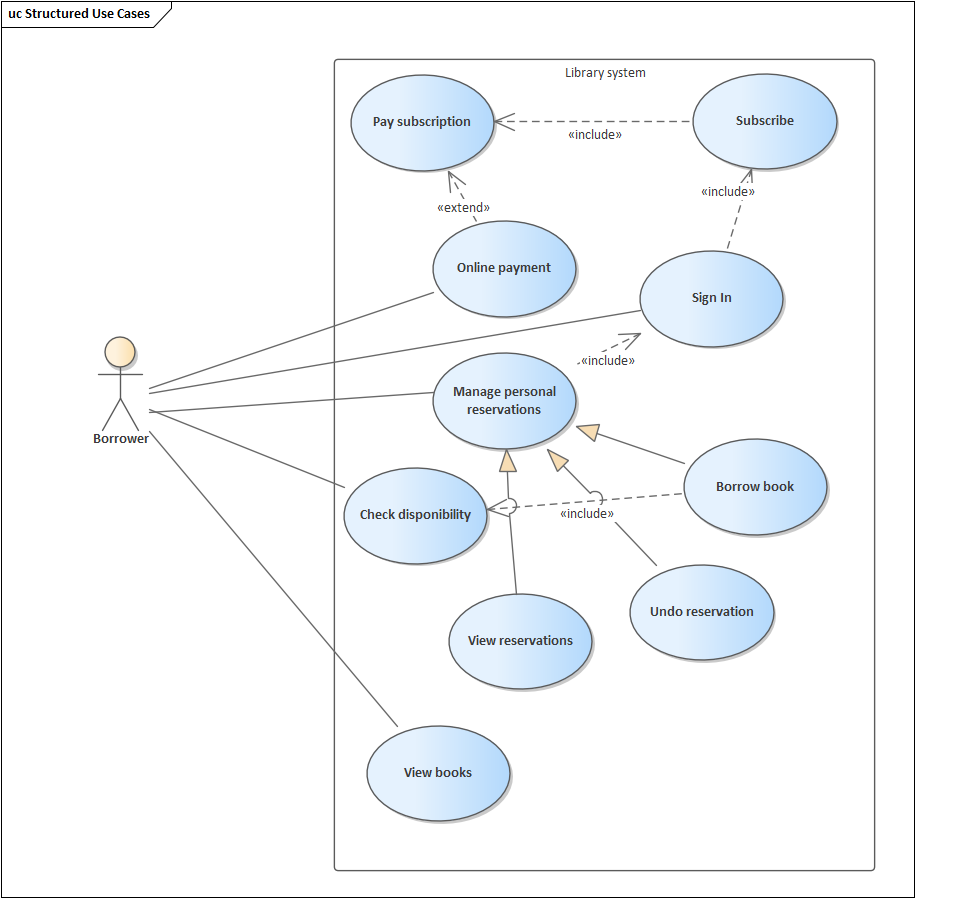 uc Structured Use Cases
Library system
Pay subscription
Subscribe
«include»
«include»
«extend»
Online payment
Sign In
«include»
Manage personal
reservations
Borrower
Borrow book
Check disponibility
«include»
Undo reservation
View reservations
View books